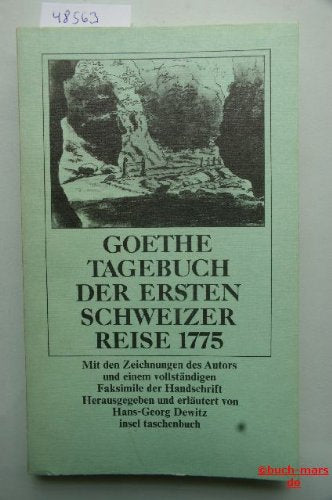 48563
GOETHE
TAGEBUCH
DER ERSTEN
SCHWEIZER
REISE 1775
Mit den Zeichnungen des Autors
und einem vollständigen
Faksimile der Handschrift
Herausgegeben und erläutert von
Hans-Georg Dewitz
insel taschenbuch
©buch-mars
de